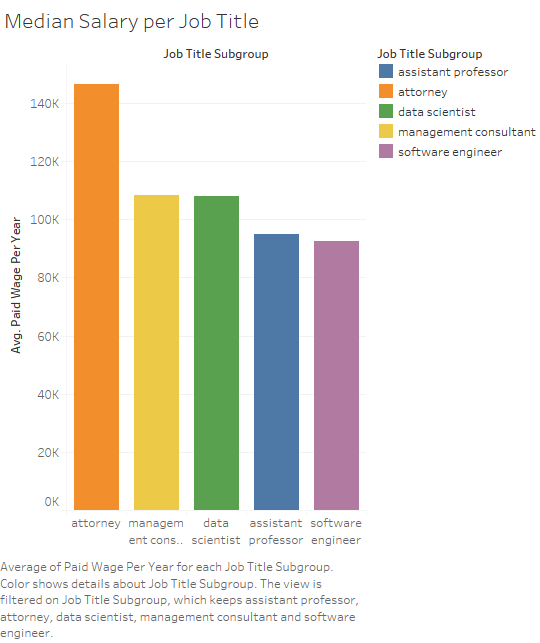 Median Salary per Job Title
Job Title Subgroup
Job Title Subgroup
assistant professor
attorney
data scientist
management consultant
software engineer
Avg. Paid Wage Per Year
140K
120K
100K
80K
60K
40K
20K
0K
attorney
managem
ent cons..
data
scientist
assistant
professor
software
engineer
Average of Paid Wage Per Year for each Job Title Subgroup.
Color shows details about Job Title Subgroup. The view is
filtered on Job Title Subgroup, which keeps assistant professor,
attorney, data scientist, management consultant and software
engineer.